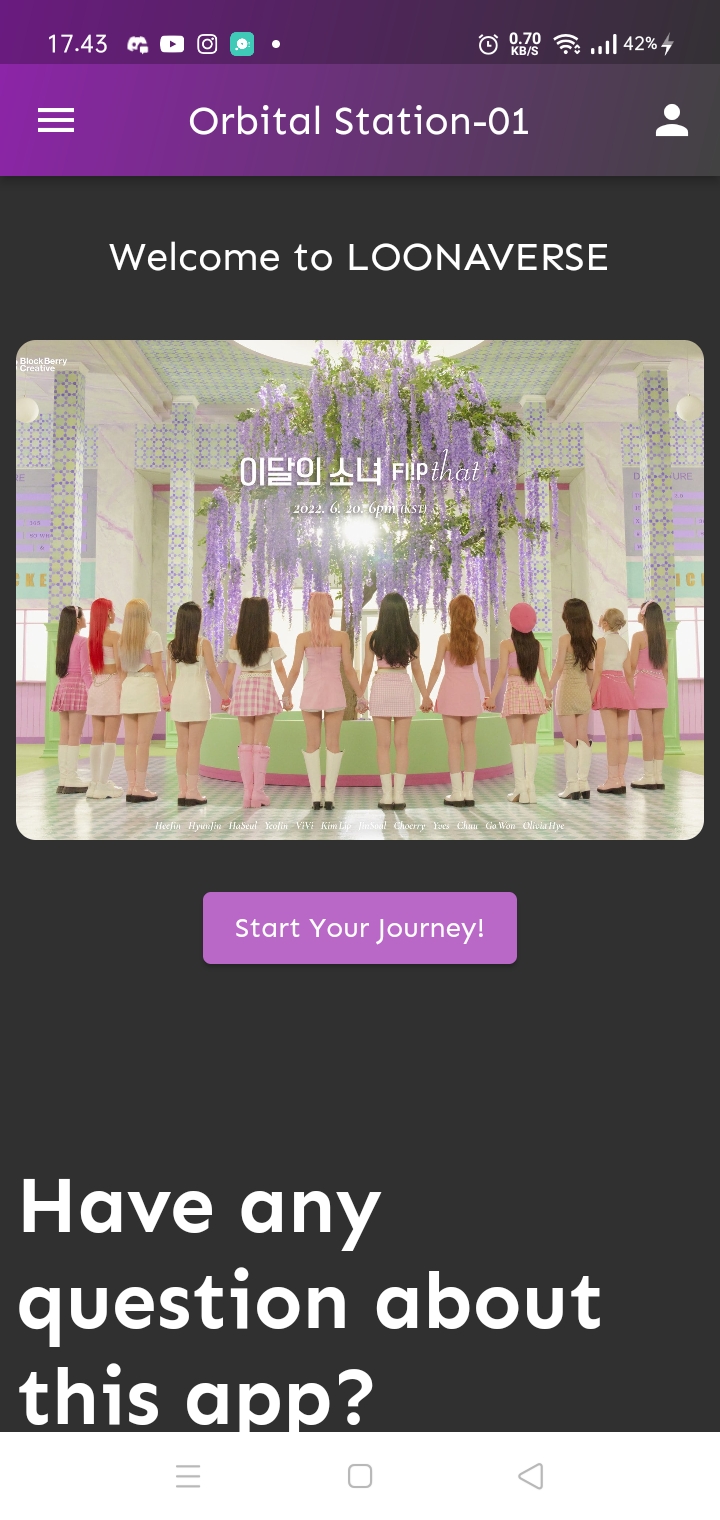 17.43
0.70
KB/S
42%
Orbital Station-01
Welcome to LOONAVERSE
BlockBerry
Creative
이달의 소녀 FLIP that
2022. 6. 20. 6pm (KST)
HeeJin HyunJin HaSeul YeoJin ViVi Kim Lip JinSoul Choerry Yves Chuu Go Won Olivia Hye
Start Your Journey!
Have any
question about
this app?